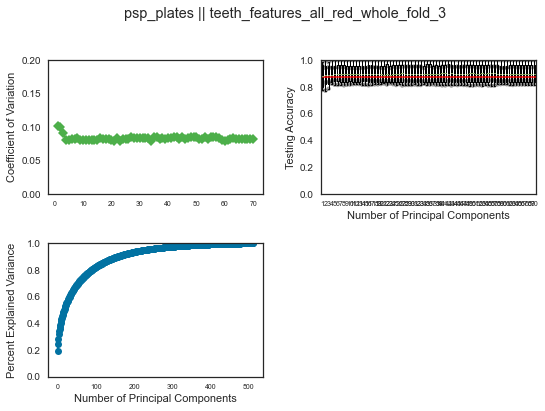 psp_plates || teeth_features_all_red_whole_fold_3
Coefficient of Variation
0.20
0.15
0.10
0.05
0.00
0 10 20 30 40 50 60 70
Testing Accuracy
1.0
0.8
0.6
0.4
0.2
0.0
Number of Principal Components
Percent Explained Variance
1.0
0.8
0.6
0.4
0.2
0.0
0 100 200 300 400 500
Number of Principal Components